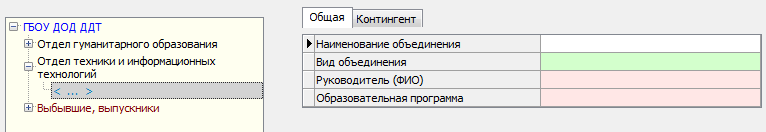 ГБОУ ДОД ДДТ
Отдел гуманитарного образования
Отдел техники и информационных
технологий
< ... >
Выбывшие, выпускники
Общая
Контингент
Наименование объединения
Вид объединения
Руководитель (ФИО)
Образовательная программа